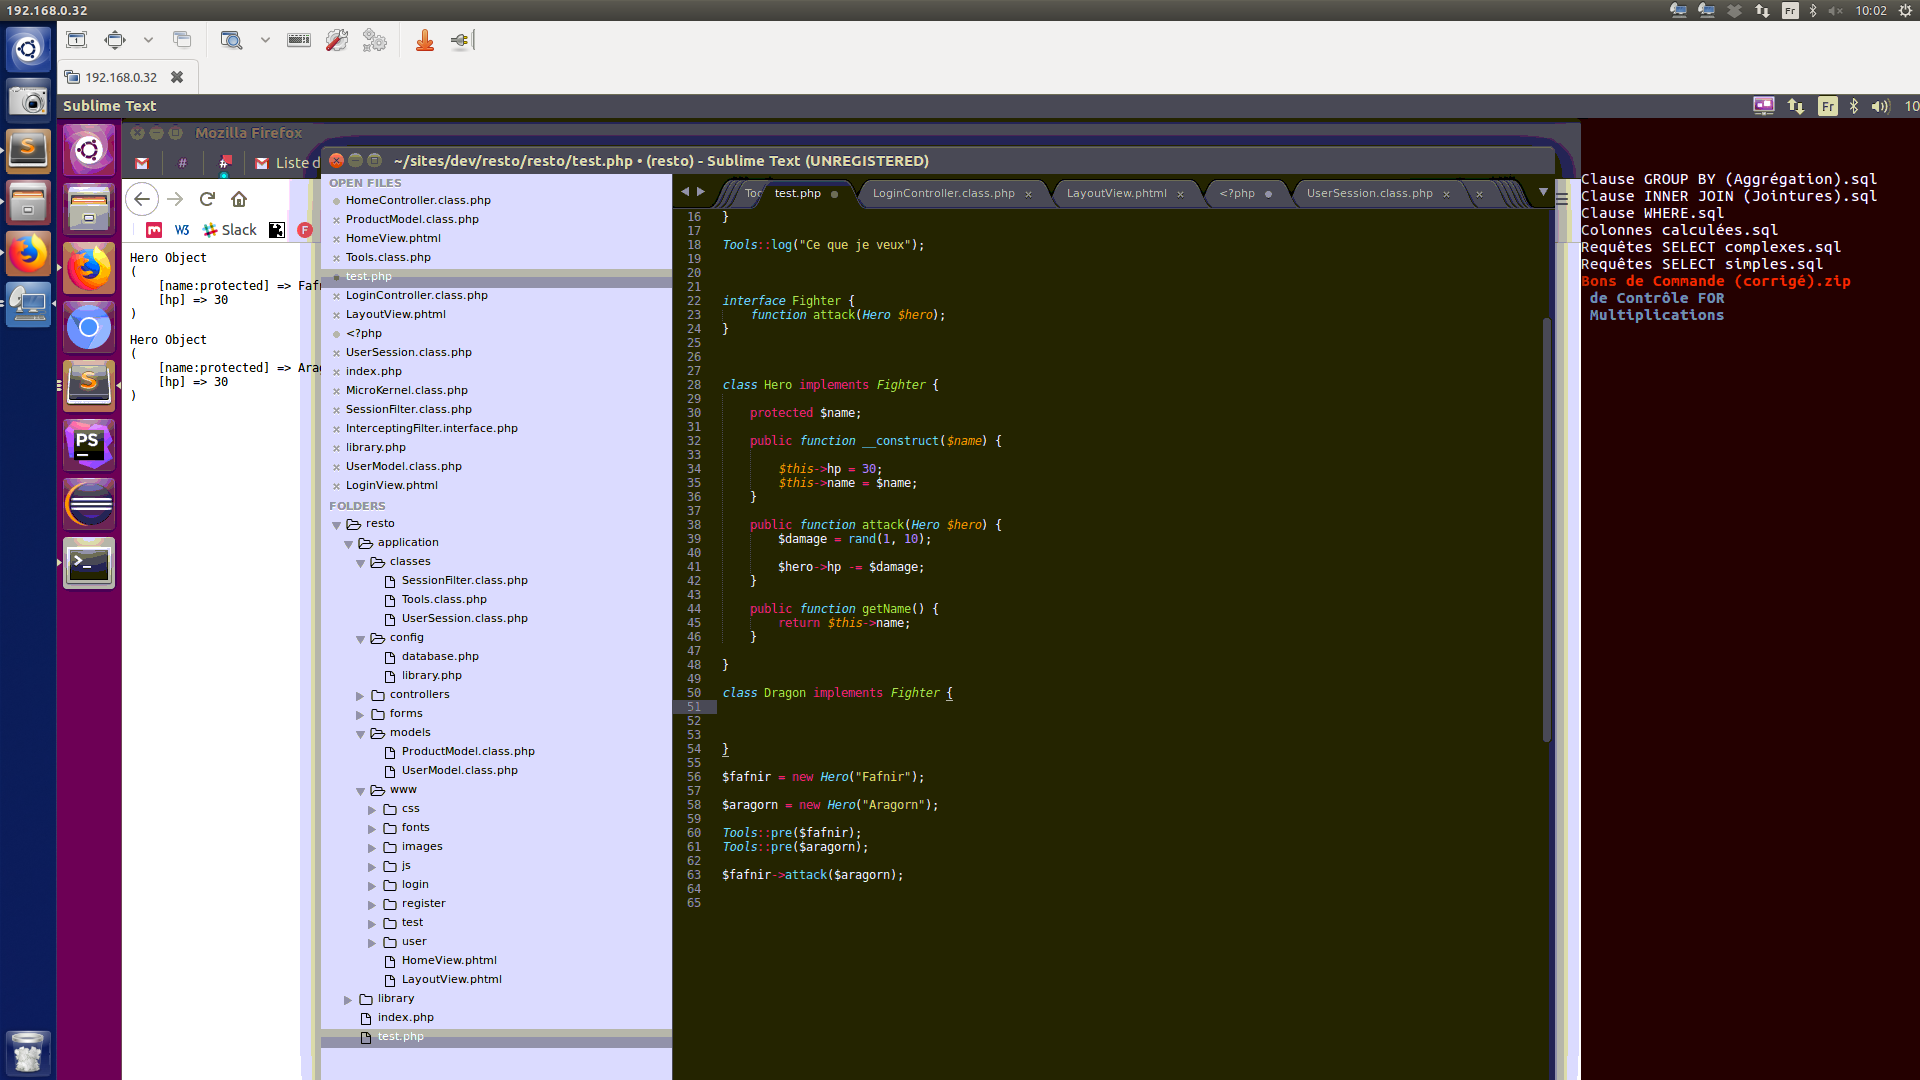 192.168.0.32
Fr
10:02
192.168.0.32
Sublime Text
Fr
10
Mozilla Firefox
Liste d
W3
Slack
Hero Object
(
[name:protected] => Faf
[hp] => 30
)
Hero Object
(
[name:protected] => Ara
[hp] => 30
)
PS
~/sites/dev/resto/resto/test.php • (resto) - Sublime Text (UNREGISTERED)
OPEN FILES
HomeController.class.php
ProductModel.class.php
HomeView.phtml
Tools.class.php
test.php
LoginController.class.php
LayoutView.phtml
<?php
UserSession.class.php
index.php
MicroKernel.class.php
SessionFilter.class.php
InterceptingFilter.interface.php
library.php
UserModel.class.php
LoginView.phtml
FOLDERS
resto
application
classes
SessionFilter.class.php
Tools.class.php
UserSession.class.php
config
database.php
library.php
controllers
forms
models
ProductModel.class.php
UserModel.class.php
www
css
fonts
images
js
login
register
test
user
HomeView.phtml
LayoutView.phtml
library
index.php
test.php
Too test.php LoginController.class.php LayoutView.phtml <?php UserSession.class.php
16 }
17
18 Tools::log("Ce que je veux");
19
20
21
22 interface Fighter {
23 function attack(Hero $hero);
24 }
25
26
27
28 class Hero implements Fighter {
29
30 protected $name;
31
32 public function __construct($name) {
33
34 $this->hp = 30;
35 $this->name = $name;
36 }
37
38 public function attack(Hero $hero) {
39 $damage = rand(1, 10);
40
41 $hero->hp -= $damage;
42 }
43
44 public function getName() {
45 return $this->name;
46 }
47
48 }
49
50 class Dragon implements Fighter {
51
52
53
54 }
55
56 $fafnir = new Hero("Fafnir");
57
58 $aragorn = new Hero("Aragorn");
59
60 Tools::pre($fafnir);
61 Tools::pre($aragorn);
62
63 $fafnir->attack($aragorn);
64
65
Clause GROUP BY (Aggrégation).sql
Clause INNER JOIN (Jointures).sql
Clause WHERE.sql
Colonnes calculées.sql
Requêtes SELECT complexes.sql
Requêtes SELECT simples.sql
Bons de Commande (corrigé).zip
de Contrôle FOR
Multiplications